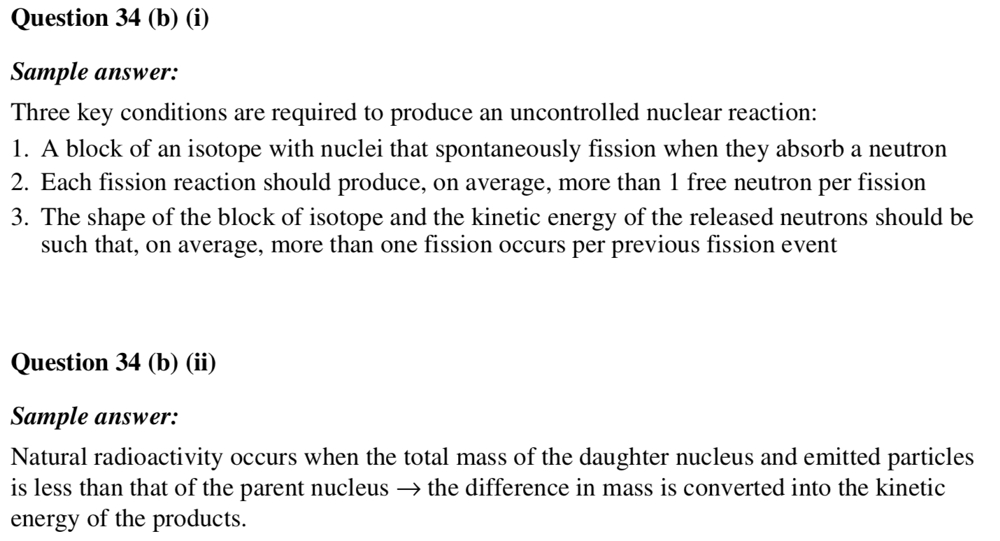 Question 34 (b) (i)
Sample answer:
Three key conditions are required to produce an uncontrolled nuclear reaction:
1. A block of an isotope with nuclei that spontaneously fission when they absorb a neutron
2. Each fission reaction should produce, on average, more than 1 free neutron per fission
3. The shape of the block of isotope and the kinetic energy of the released neutrons should be
such that, on average, more than one fission occurs per previous fission event
Question 34 (b) (ii)
Sample answer:
Natural radioactivity occurs when the total mass of the daughter nucleus and emitted particles
is less than that of the parent nucleus → the difference in mass is converted into the kinetic
energy of the products.